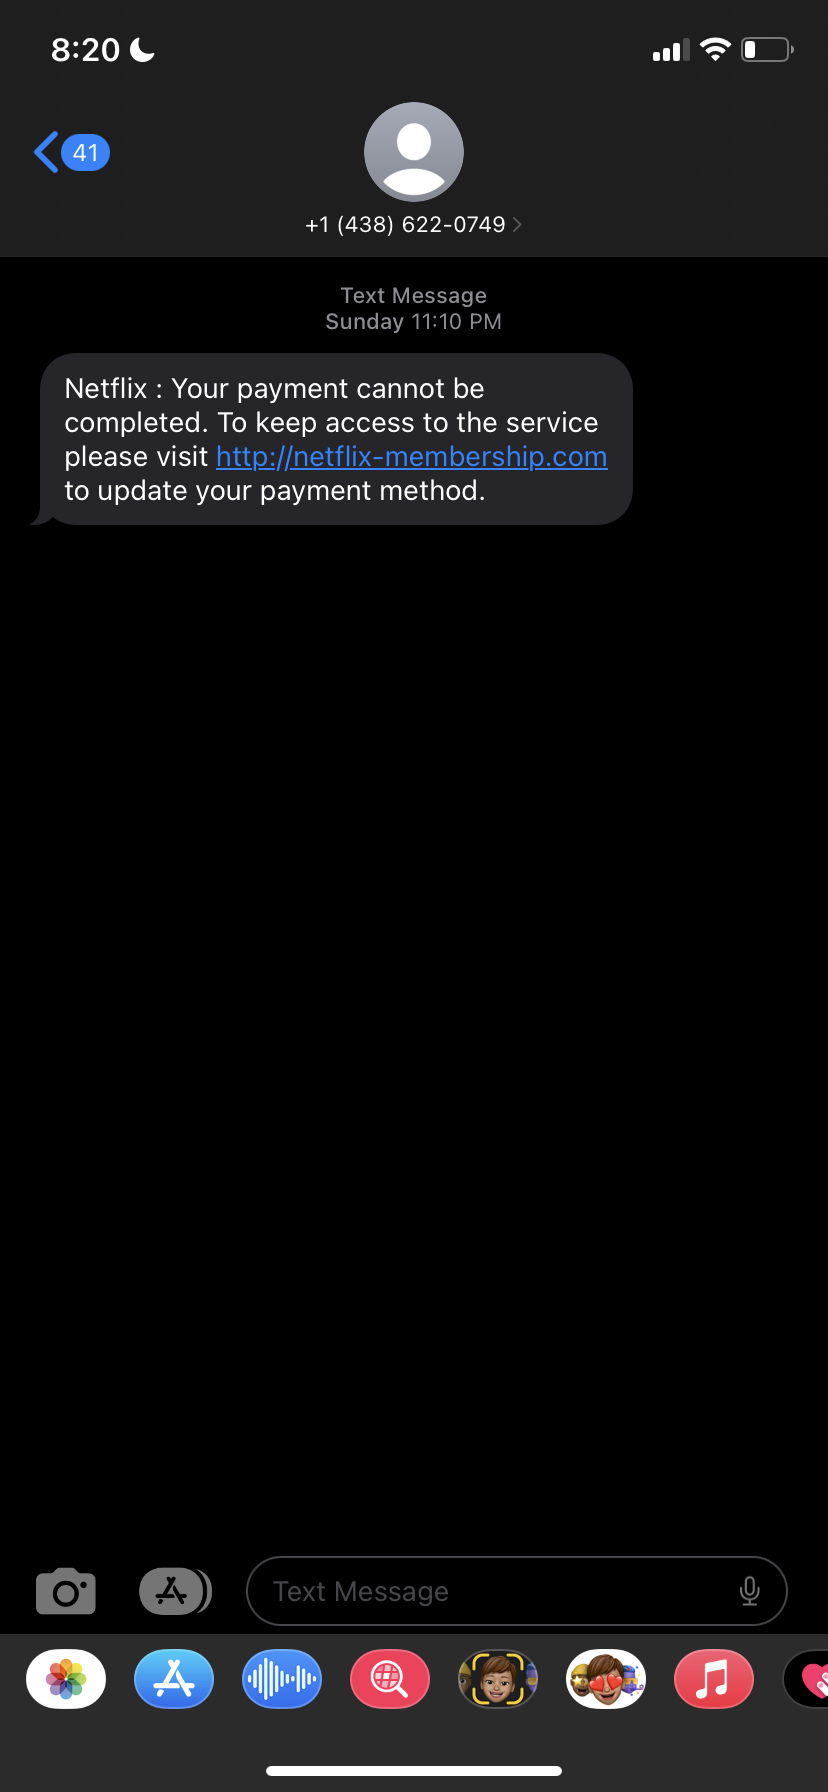 8:20
41
+1 (438) 622-0749
Text Message
Sunday 11:10 PM
Netflix : Your payment cannot be
completed. To keep access to the service
please visit http://netflix-membership.com
to update your payment method.
Text Message